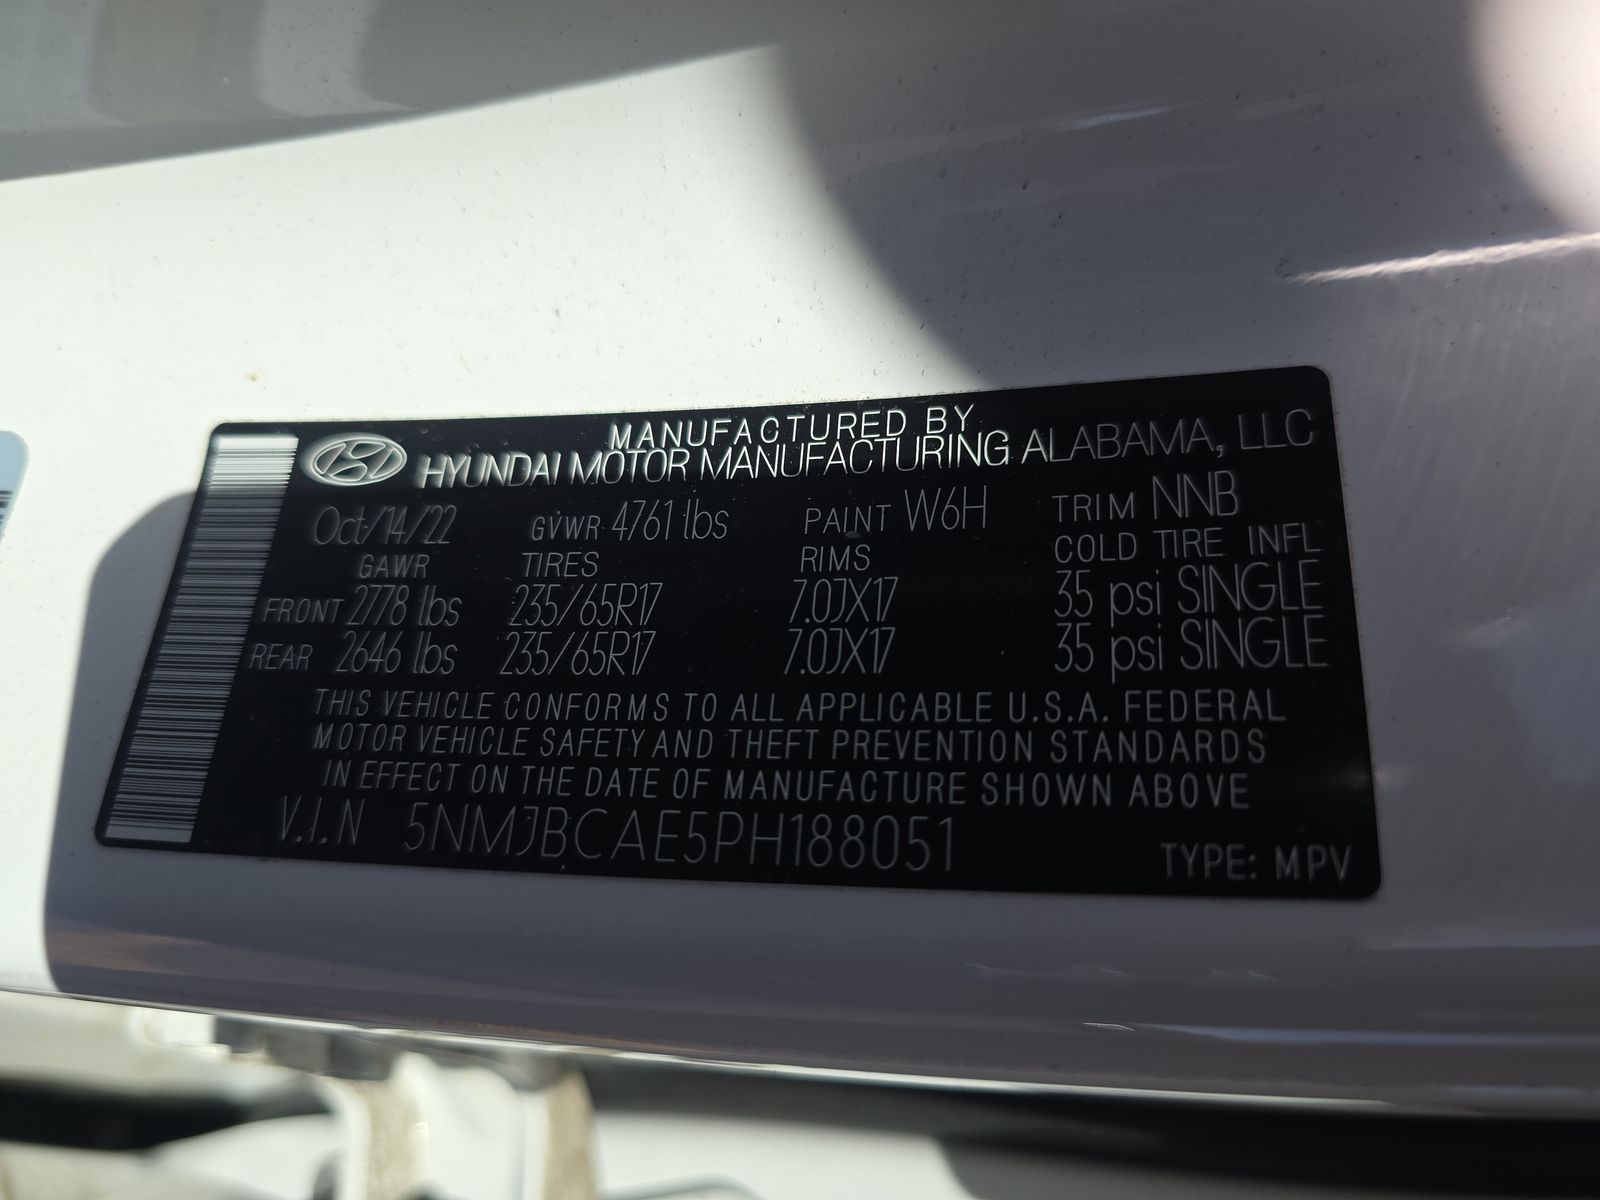 MANUFACTURED BY
HYUNDAI MOTOR MANUFACTURING ALABAMA, LLC
Oct/14/22 GVWR 4761 lbs PAINT W6H TRIM NNB
GAWR TIRES RIMS COLD TIRE INFL
FRONT 2778 lbs 235/65R17 7.0JX17 35 psi SINGLE
REAR 2646 lbs 235/65R17 7.0JX17 35 psi SINGLE
THIS VEHICLE CONFORMS TO ALL APPLICABLE U.S.A. FEDERAL
MOTOR VEHICLE SAFETY AND THEFT PREVENTION STANDARDS
IN EFFECT ON THE DATE OF MANUFACTURE SHOWN ABOVE
V.I.N 5NMJBCAE5PH188051
TYPE: MPV